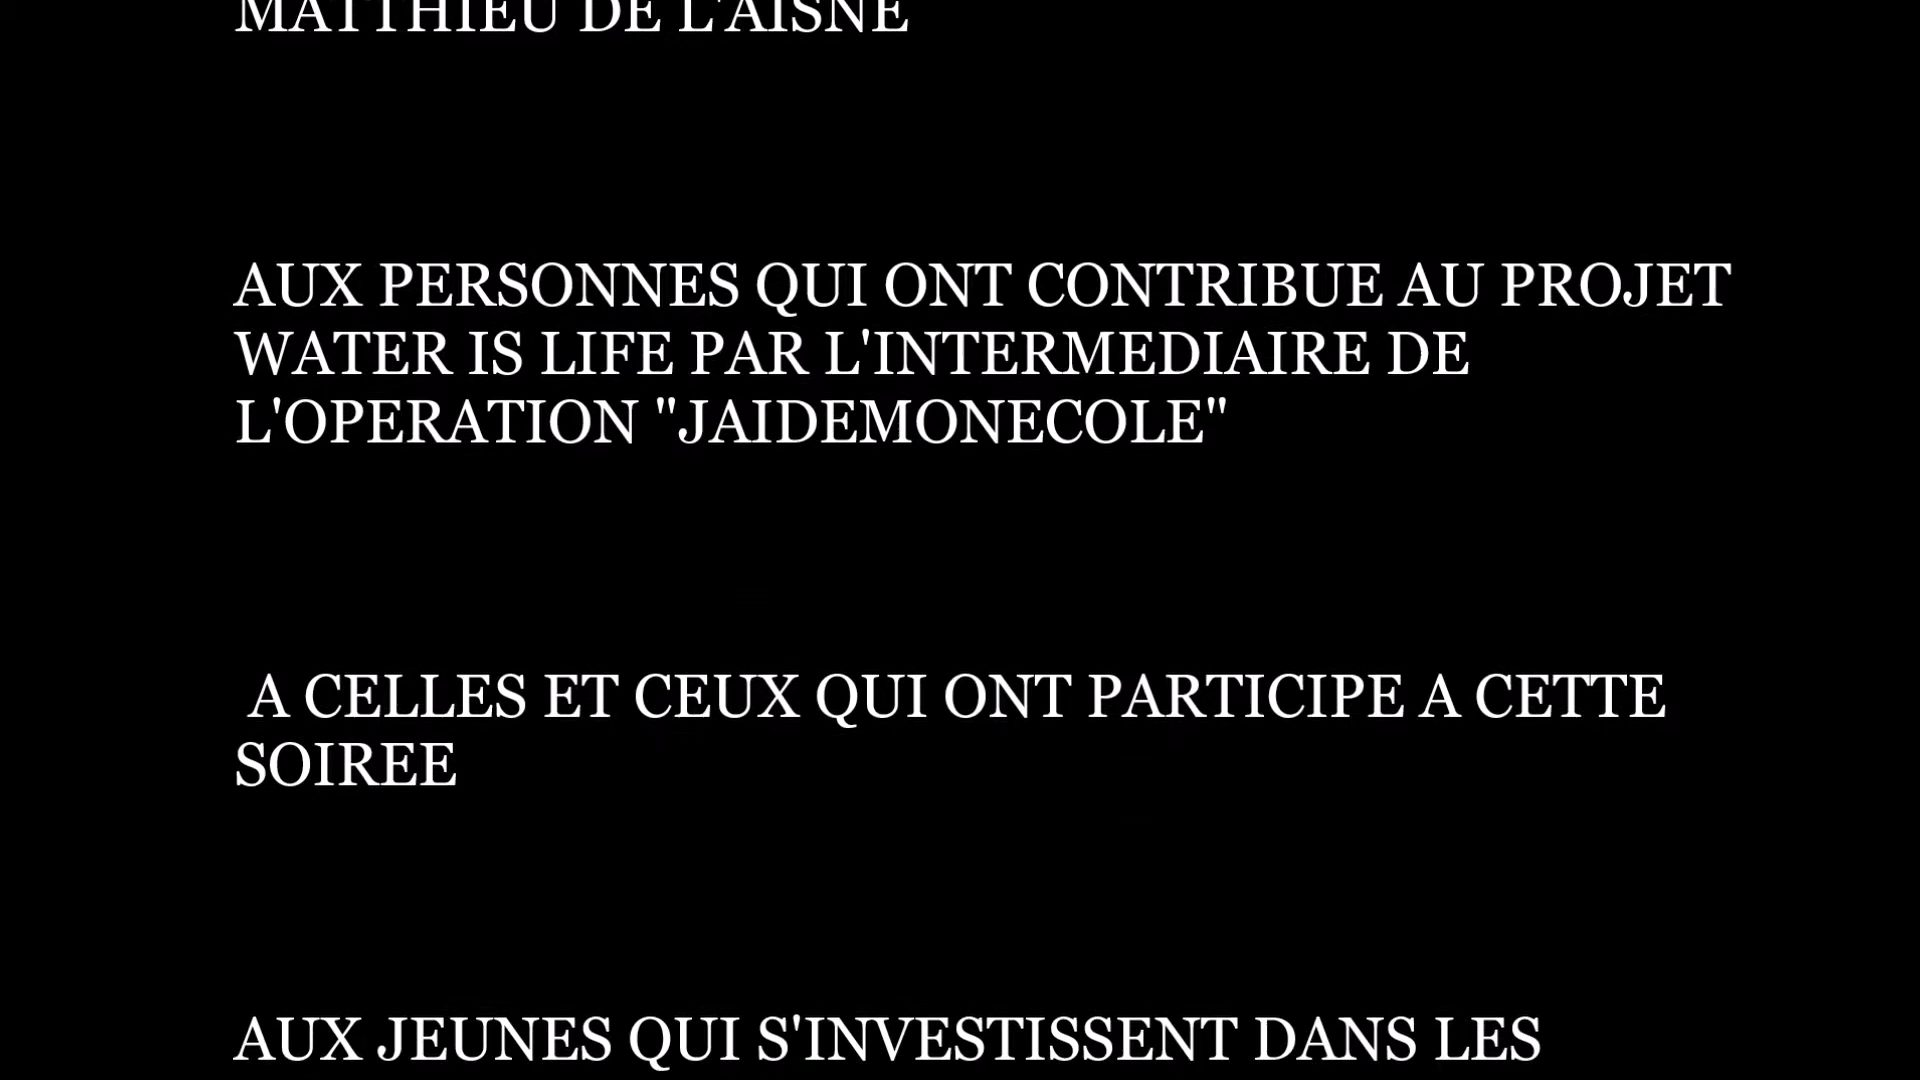 MATTHIEU DE L'AISNE
AUX PERSONNES QUI ONT CONTRIBUE AU PROJET
WATER IS LIFE PAR L'INTERMEDIAIRE DE
L'OPERATION "JAIDEMONECOLE"
A CELLES ET CEUX QUI ONT PARTICIPE A CETTE
SOIREE
AUX JEUNES QUI S'INVESTISSENT DANS LES